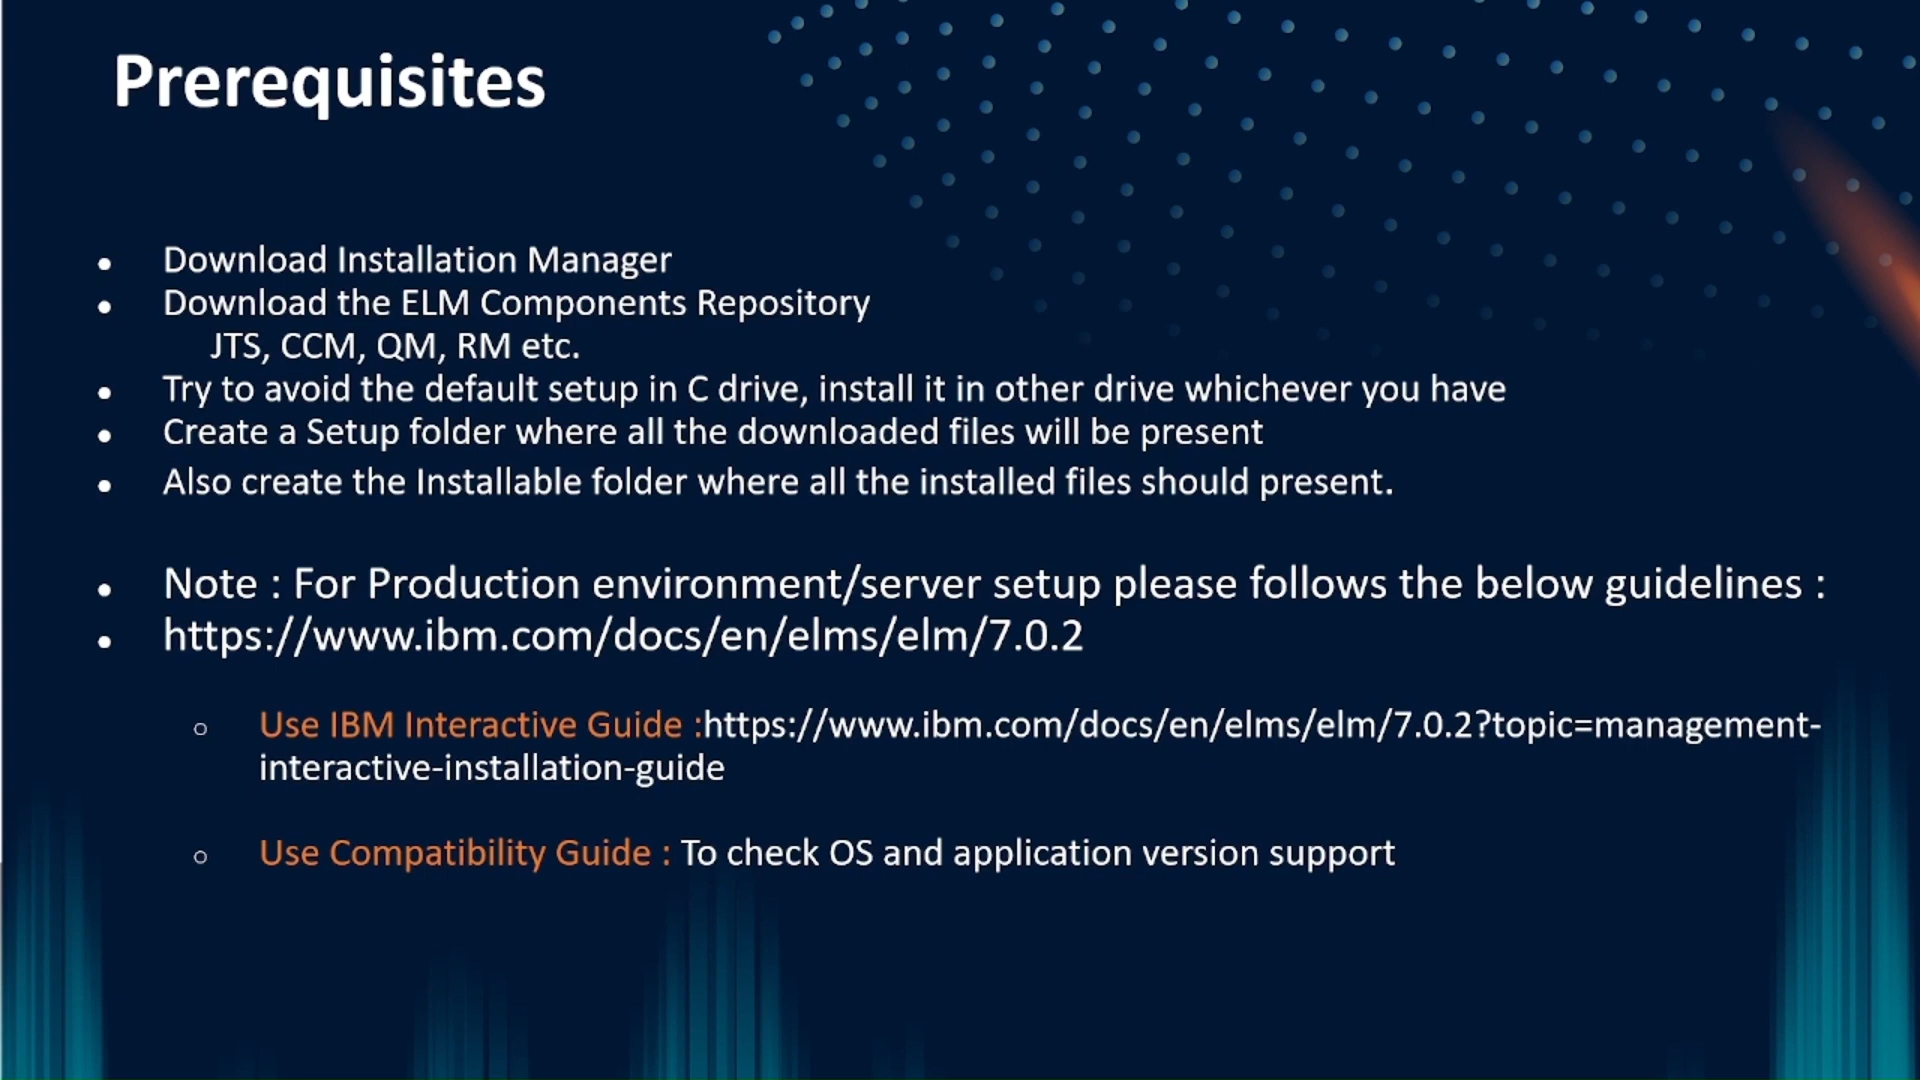 Prerequisites
• Download Installation Manager
• Download the ELM Components Repository
JTS, CCM, QM, RM etc.
• Try to avoid the default setup in C drive, install it in other drive whichever you have
• Create a Setup folder where all the downloaded files will be present
• Also create the Installable folder where all the installed files should present.
• Note : For Production environment/server setup please follows the below guidelines :
• https://www.ibm.com/docs/en/elms/elm/7.0.2
○ Use IBM Interactive Guide :https://www.ibm.com/docs/en/elms/elm/7.0.2?topic=management-
interactive-installation-guide
○ Use Compatibility Guide : To check OS and application version support